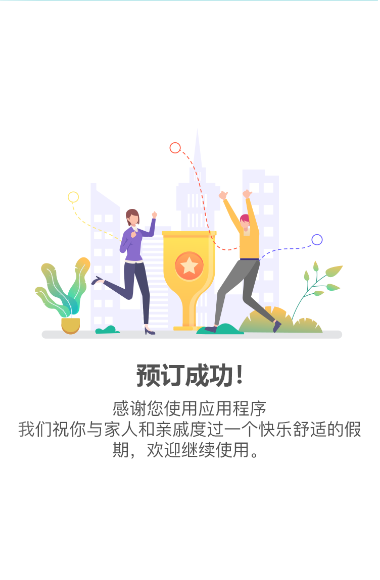 预订成功!
感谢您使用应用程序
我们祝你与家人和亲戚度过一个快乐舒适的假
期，欢迎继续使用。